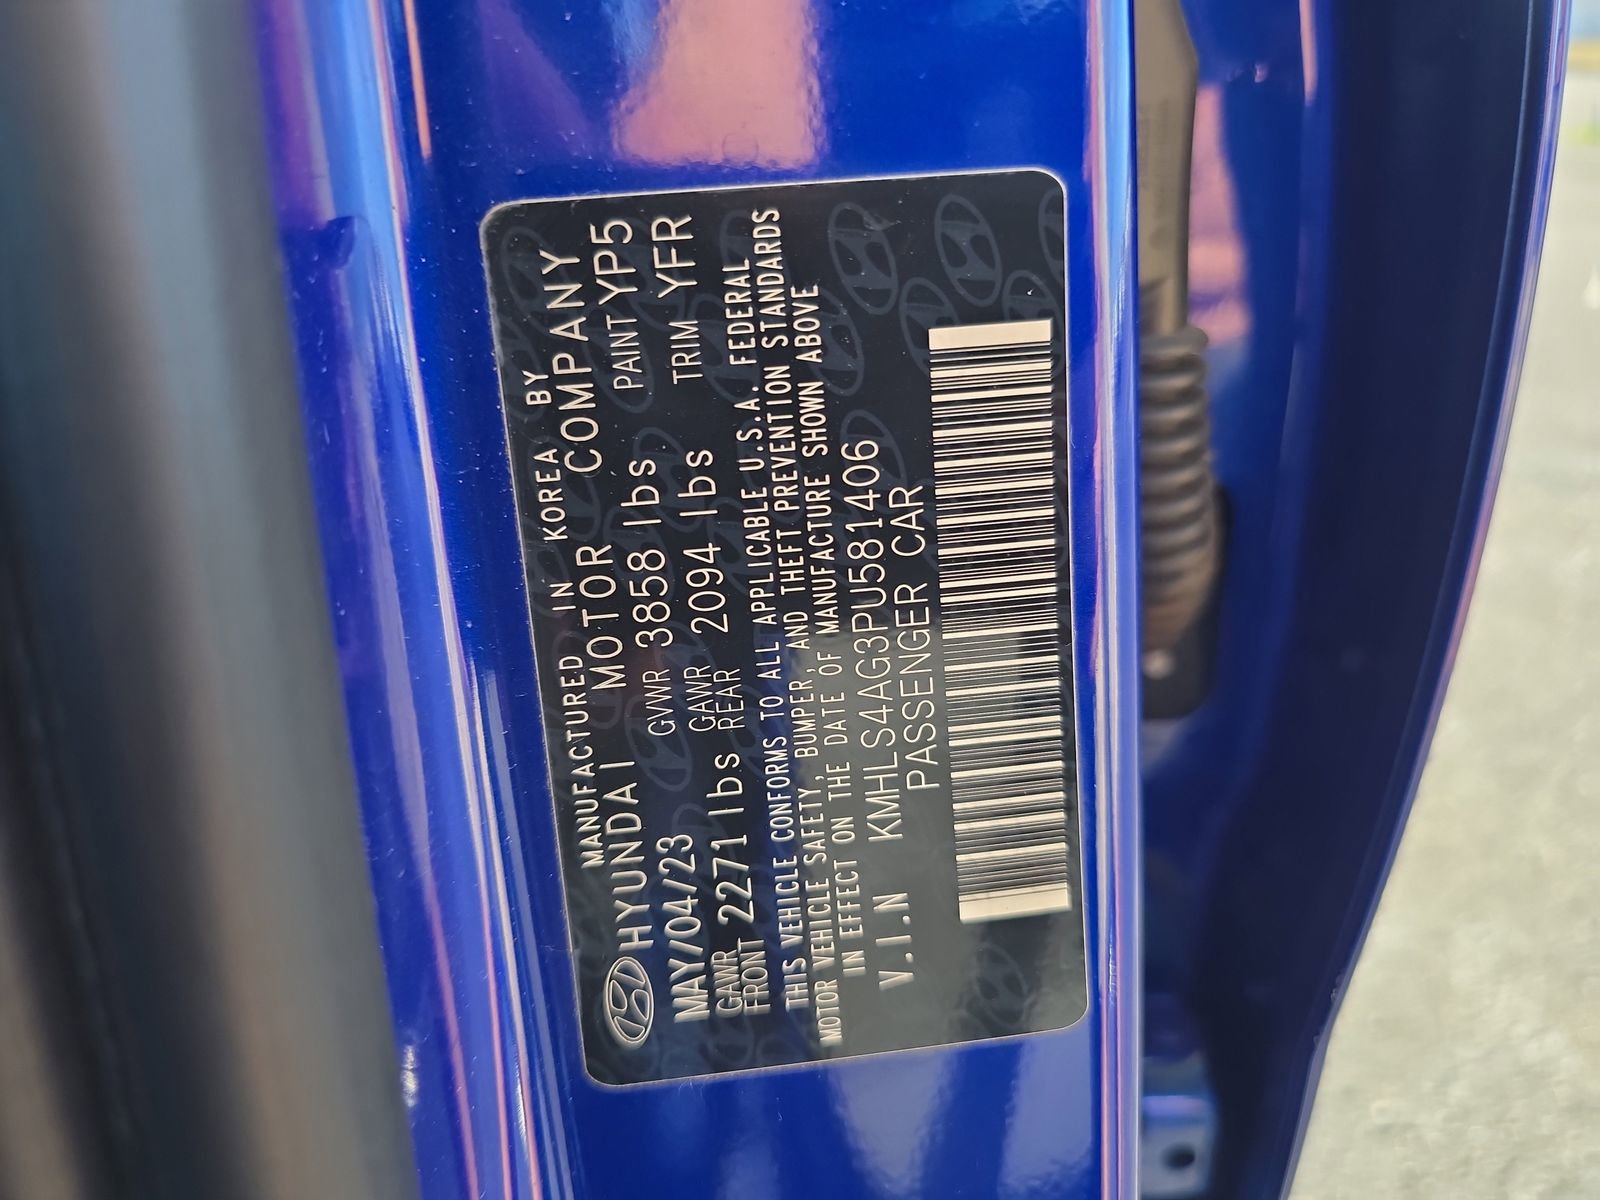 MANUFACTURED IN KOREA BY
HYUNDAI MOTOR COMPANY
MAY/04/23 GVWR 3858 lbs PAINT YP5
GAWR FRONT 2271 lbs GAWR REAR 2094 lbs TRIM YFR
THIS VEHICLE CONFORMS TO ALL APPLICABLE U.S.A. FEDERAL
MOTOR VEHICLE SAFETY, BUMPER, AND THEFT PREVENTION STANDARDS
IN EFFECT ON THE DATE OF MANUFACTURE SHOWN ABOVE
V.I.N KMHLS4AG3PU581406
PASSENGER CAR